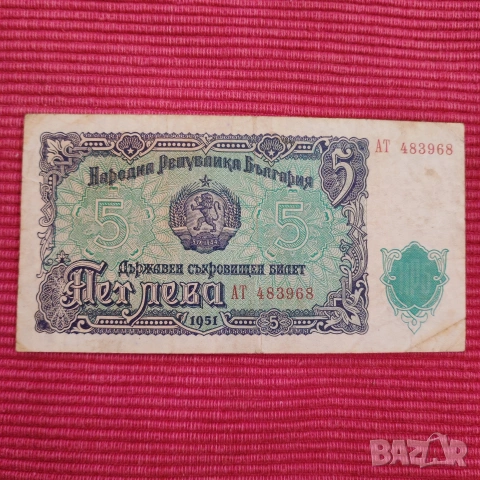 5
АТ 483968
Народна Република България
5 5
Държавен съкровищен билет
Пет лева АТ 483968
1951 5
BAZAR